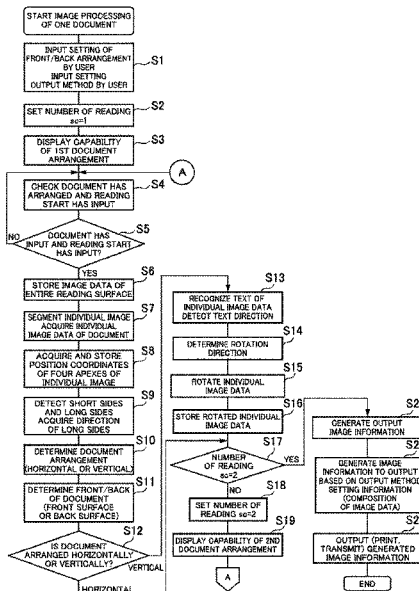 START IMAGE PROCESSING
OF ONE DOCUMENT
INPUT SETTING OF
FRONT/BACK ARRANGEMENT
BY USER
INPUT SETTING
OUTPUT METHOD BY USER
S1
SET NUMBER OF READING
sc=1
S2
DISPLAY CAPABILITY
OF 1ST DOCUMENT
ARRANGEMENT
S3
A
CHECK DOCUMENT HAS
ARRANGED AND READING
START HAS INPUT
S4
DOCUMENT HAS
INPUT AND READING START
HAS INPUT?
S5
NO
YES
STORE IMAGE DATA OF
ENTIRE READING SURFACE
S6
SEGMENT INDIVIDUAL IMAGE
ACQUIRE INDIVIDUAL
IMAGE DATA OF DOCUMENT
S7
ACQUIRE AND STORE
POSITION COORDINATES
OF FOUR APEXES OF
INDIVIDUAL IMAGE
S8
DETECT SHORT SIDES
AND LONG SIDES
ACQUIRE DIRECTION
OF LONG SIDES
S9
DETERMINE DOCUMENT
ARRANGEMENT
(HORIZONTAL OR VERTICAL)
S10
DETERMINE FRONT/BACK
OF DOCUMENT
(FRONT SURFACE
OR BACK SURFACE)
S11
IS DOCUMENT
ARRANGED HORIZONTALLY
OR VERTICALLY?
S12
VERTICAL
HORIZONTAL
RECOGNIZE TEXT OF
INDIVIDUAL IMAGE DATA
DETECT TEXT DIRECTION
S13
DETERMINE ROTATION
DIRECTION
S14
ROTATE INDIVIDUAL
IMAGE DATA
S15
STORE ROTATED INDIVIDUAL
IMAGE DATA
S16
NUMBER
OF READING
sc=2
S17
YES
NO
SET NUMBER OF
READING sc=2
S18
DISPLAY CAPABILITY OF 2ND
DOCUMENT ARRANGEMENT
S19
A
GENERATE OUTPUT
IMAGE INFORMATION
S2
GENERATE IMAGE
INFORMATION TO OUTPUT
BASED ON OUTPUT METHOD
SETTING INFORMATION
(COMPOSITION
OF IMAGE DATA)
S2
OUTPUT (PRINT,
TRANSMIT) GENERATED
IMAGE INFORMATION
S2
END